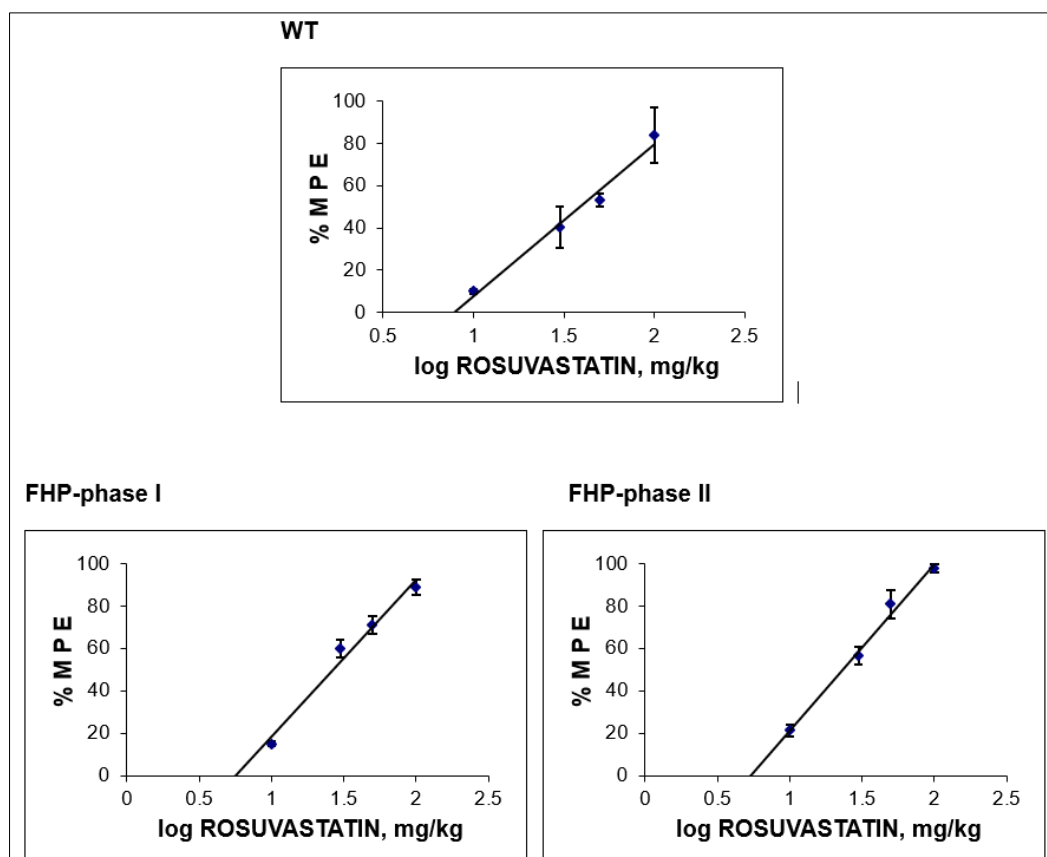 WT
100
80
60
40
20
0
% M P E
0.5 1 1.5 2 2.5
log ROSUVASTATIN, mg/kg
FHP-phase I
100
80
60
40
20
0
% M P E
0 0.5 1 1.5 2 2.5
log ROSUVASTATIN, mg/kg
FHP-phase II
100
80
60
40
20
0
% M P E
0 0.5 1 1.5 2 2.5
log ROSUVASTATIN, mg/kg